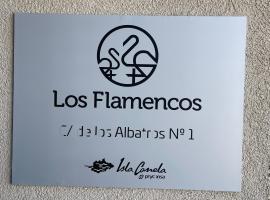 Los Flamencos
C/ de los Albatros Nº 1
Isla Canela